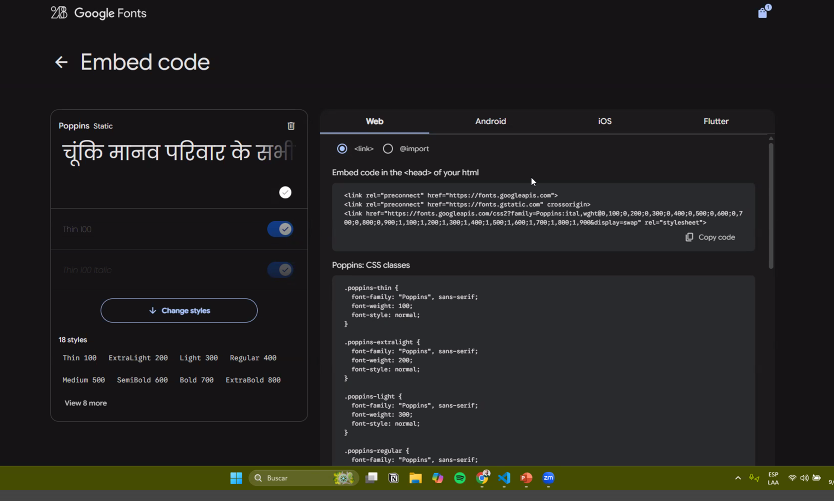 Google Fonts
1
Embed code
Poppins Static
चूंकि मानव परिवार के सभी
Thin 100
Thin 100 Italic
Change styles
18 styles
Thin 100 ExtraLight 200 Light 300 Regular 400
Medium 500 SemiBold 600 Bold 700 ExtraBold 800
View 8 more
Web Android iOS Flutter
<link> @import
Embed code in the <head> of your html
<link rel="preconnect" href="https://fonts.googleapis.com">
<link rel="preconnect" href="https://fonts.gstatic.com" crossorigin>
<link href="https://fonts.googleapis.com/css2?family=Poppins:ital,wght@0,100;0,200;0,300;0,400;0,500;0,600;0,7
00;0,800;0,900;1,100;1,200;1,300;1,400;1,500;1,600;1,700;1,800;1,900&display=swap" rel="stylesheet">
Copy code
Poppins: CSS classes
.poppins-thin {
font-family: "Poppins", sans-serif;
font-weight: 100;
font-style: normal;
}
.poppins-extralight {
font-family: "Poppins", sans-serif;
font-weight: 200;
font-style: normal;
}
.poppins-light {
font-family: "Poppins", sans-serif;
font-weight: 300;
font-style: normal;
}
.poppins-regular {
font-family: "Poppins", sans-serif;
Buscar
zm
ESP
LAA